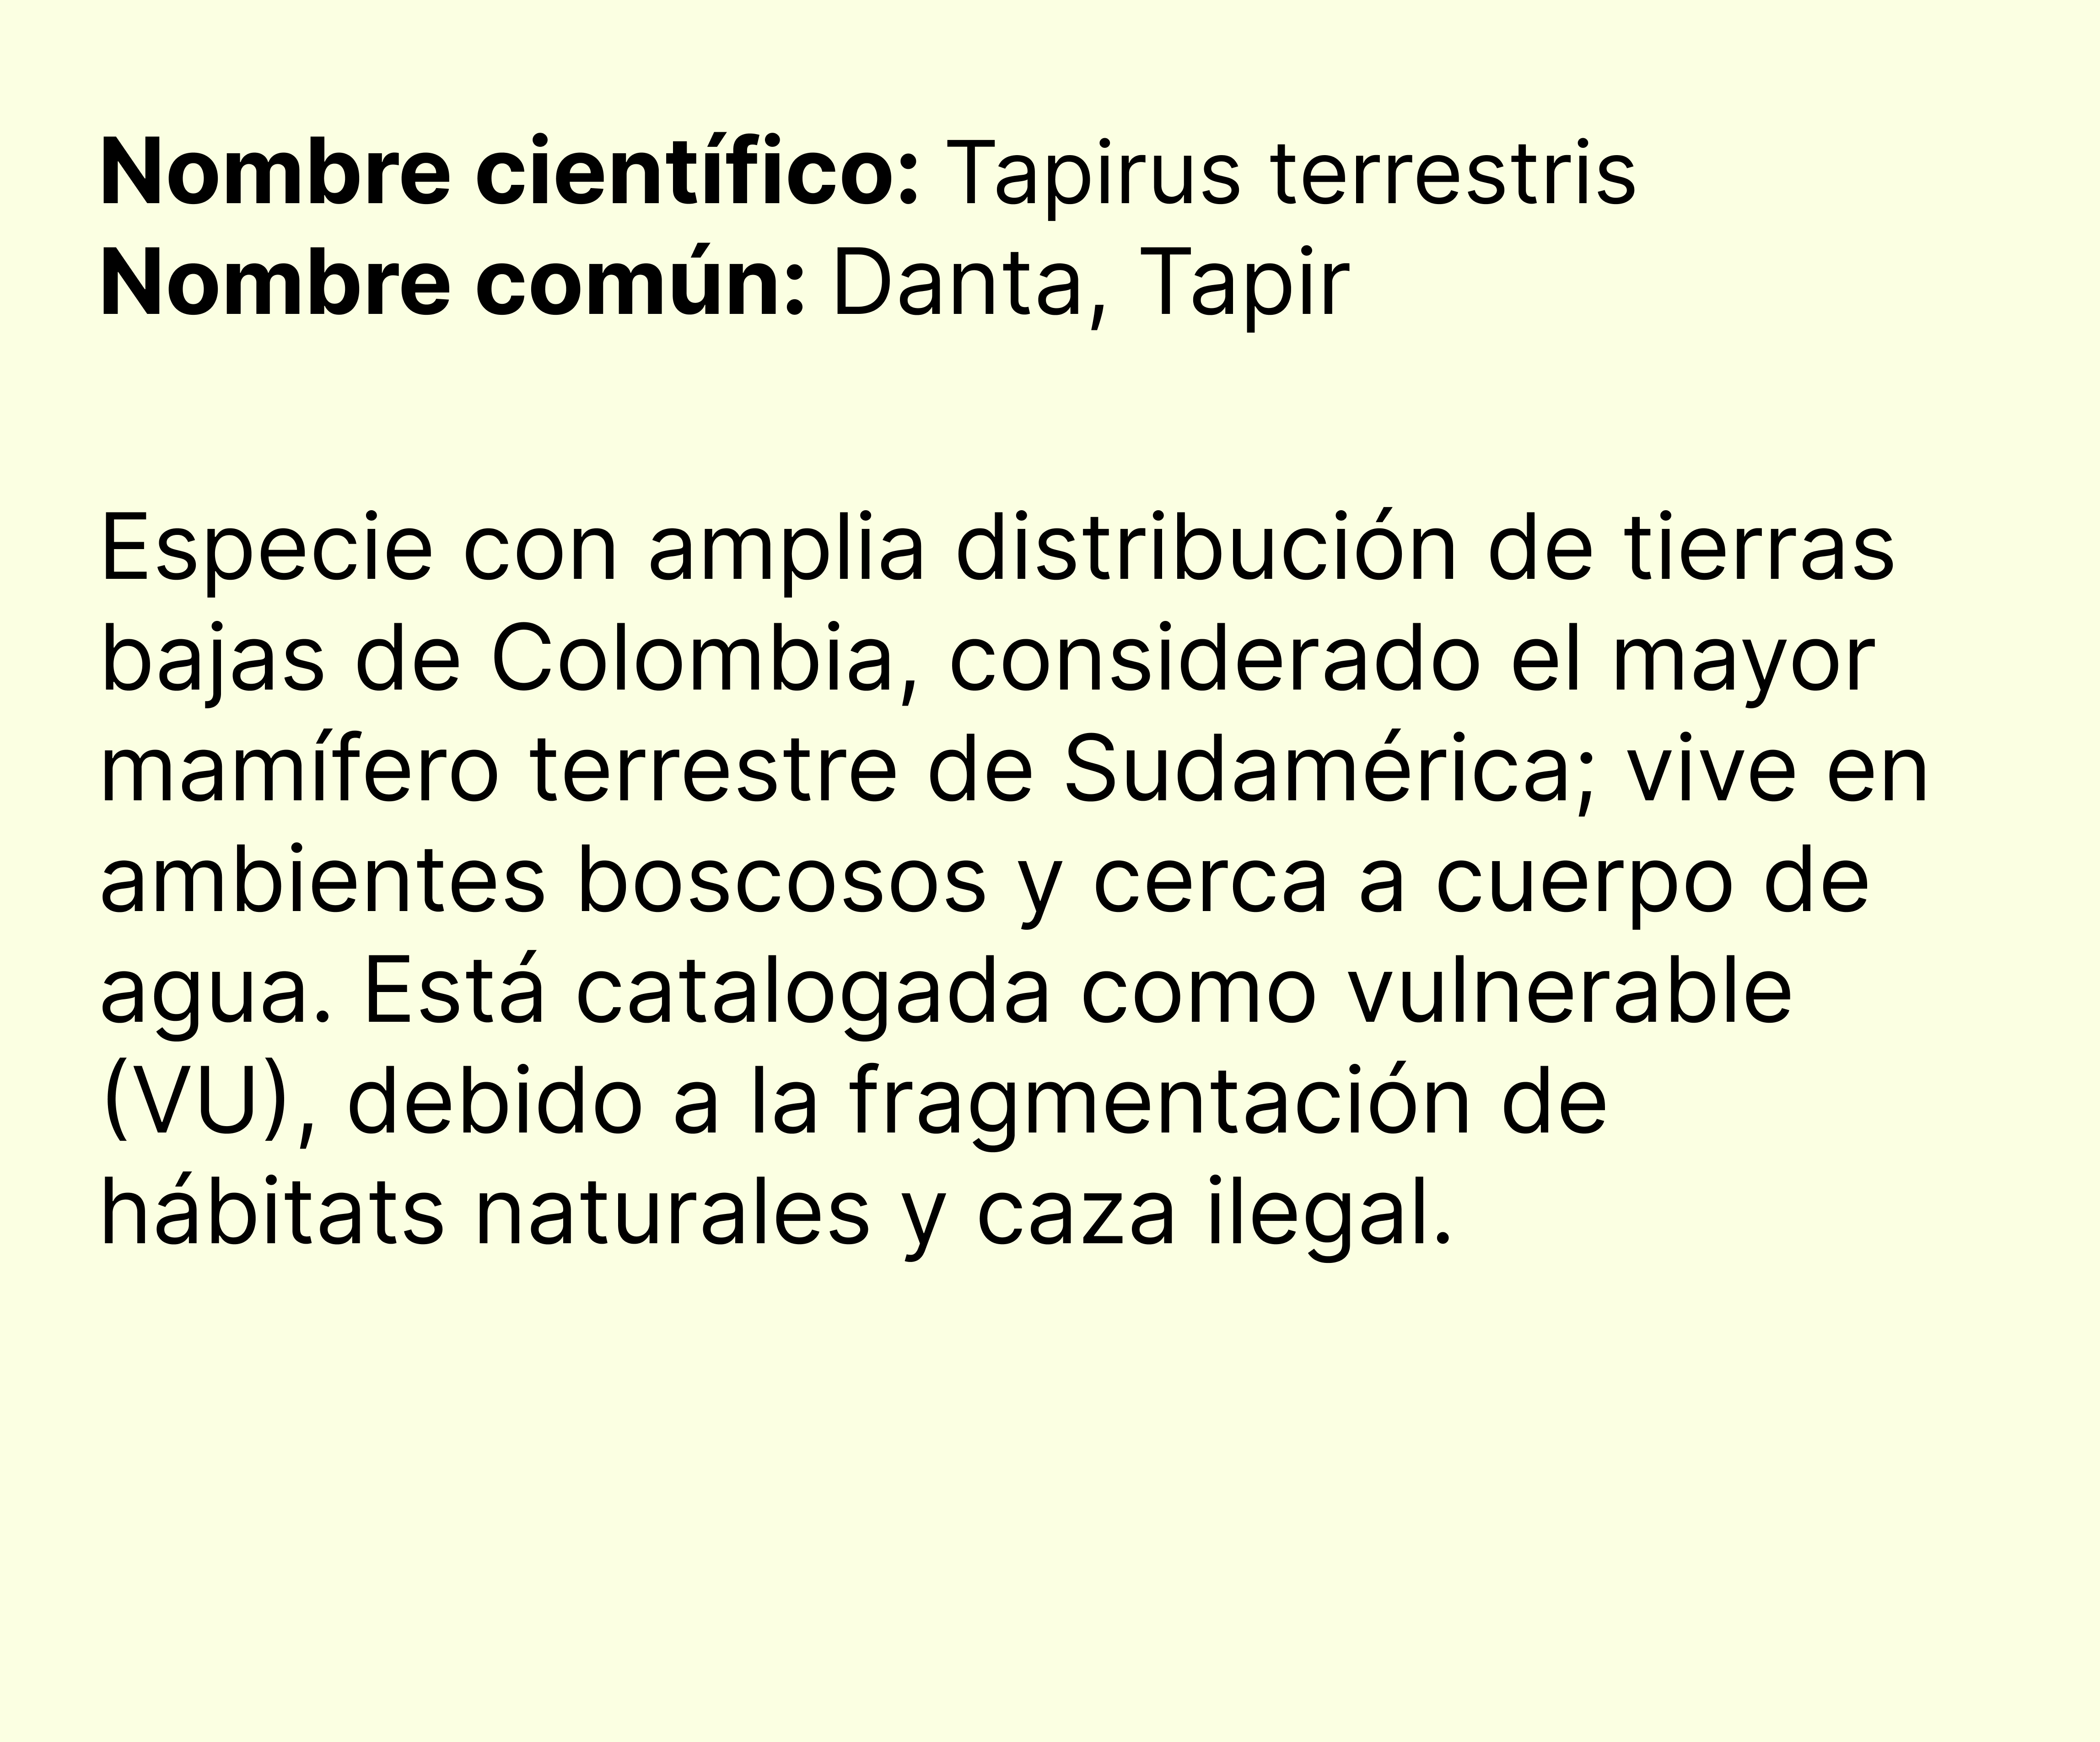 Nombre científico: Tapirus terrestris
Nombre común: Danta, Tapir
Especie con amplia distribución de tierras
bajas de Colombia, considerado el mayor
mamífero terrestre de Sudamérica; vive en
ambientes boscosos y cerca a cuerpo de
agua. Está catalogada como vulnerable
(VU), debido a la fragmentación de
hábitats naturales y caza ilegal.